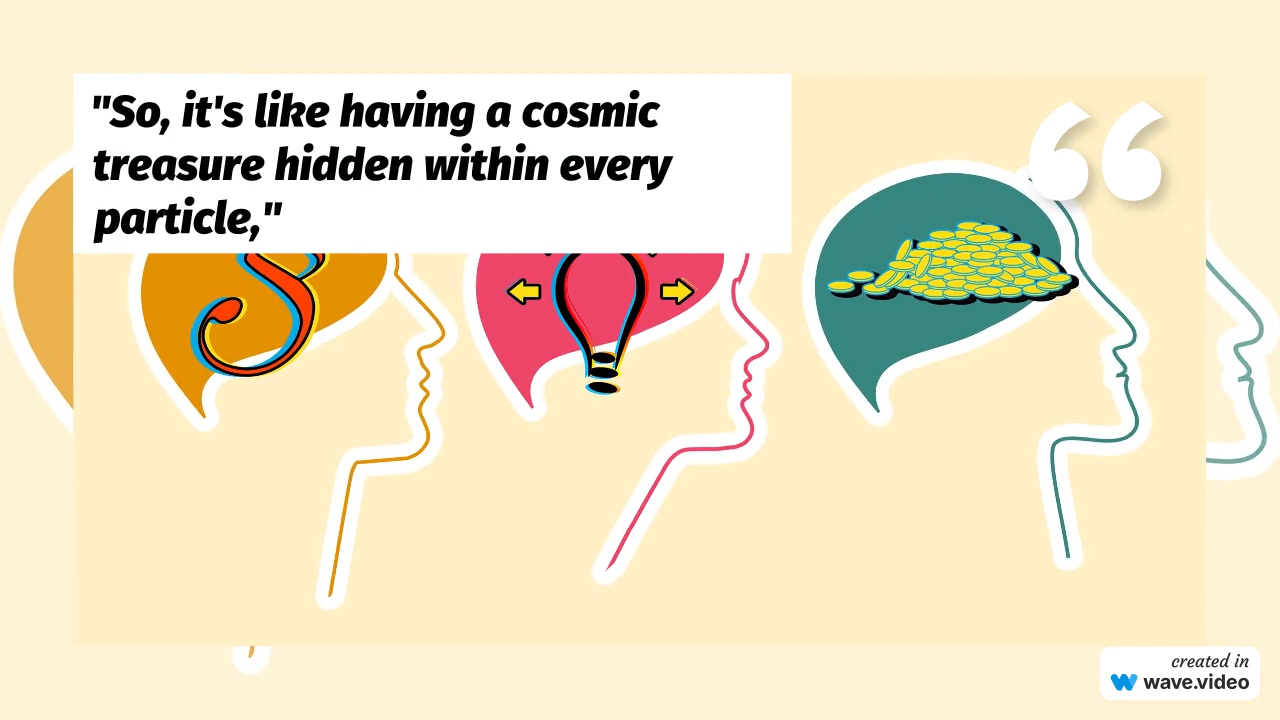 "So, it's like having a cosmic
treasure hidden within every
particle,"
created in
wave.video